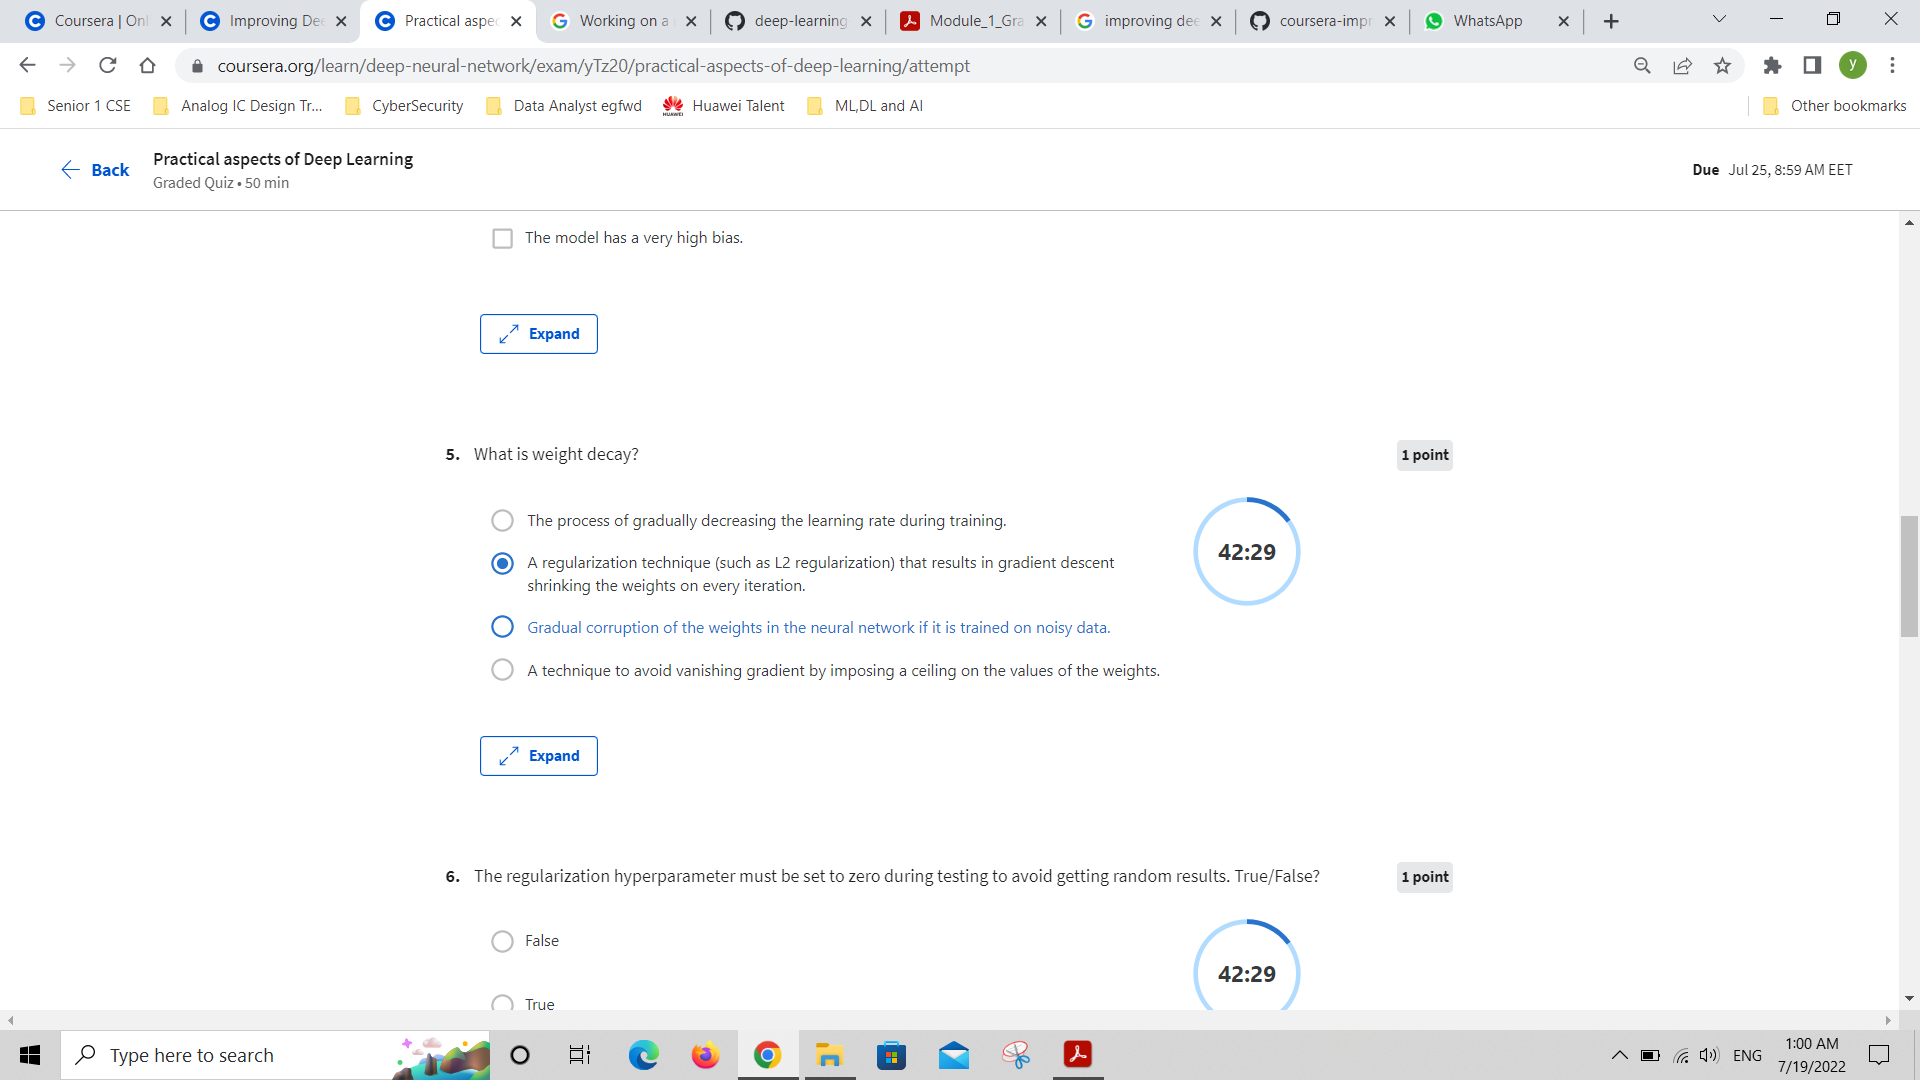 Coursera | Onl
Improving Dee
Practical aspec
Working on a
deep-learning
Module_1_Gra
improving dee
coursera-impr
WhatsApp
coursera.org/learn/deep-neural-network/exam/yTz20/practical-aspects-of-deep-learning/attempt
y
Senior 1 CSE
Analog IC Design Tr...
CyberSecurity
Data Analyst egfwd
HUAWEI
Huawei Talent
ML,DL and AI
Other bookmarks
Back
Practical aspects of Deep Learning
Graded Quiz • 50 min
Due Jul 25, 8:59 AM EET
The model has a very high bias.
Expand
5. What is weight decay?
1 point
The process of gradually decreasing the learning rate during training.
A regularization technique (such as L2 regularization) that results in gradient descent
shrinking the weights on every iteration.
42:29
Gradual corruption of the weights in the neural network if it is trained on noisy data.
A technique to avoid vanishing gradient by imposing a ceiling on the values of the weights.
Expand
6. The regularization hyperparameter must be set to zero during testing to avoid getting random results. True/False?
1 point
False
42:29
True
Type here to search
ENG
1:00 AM
7/19/2022